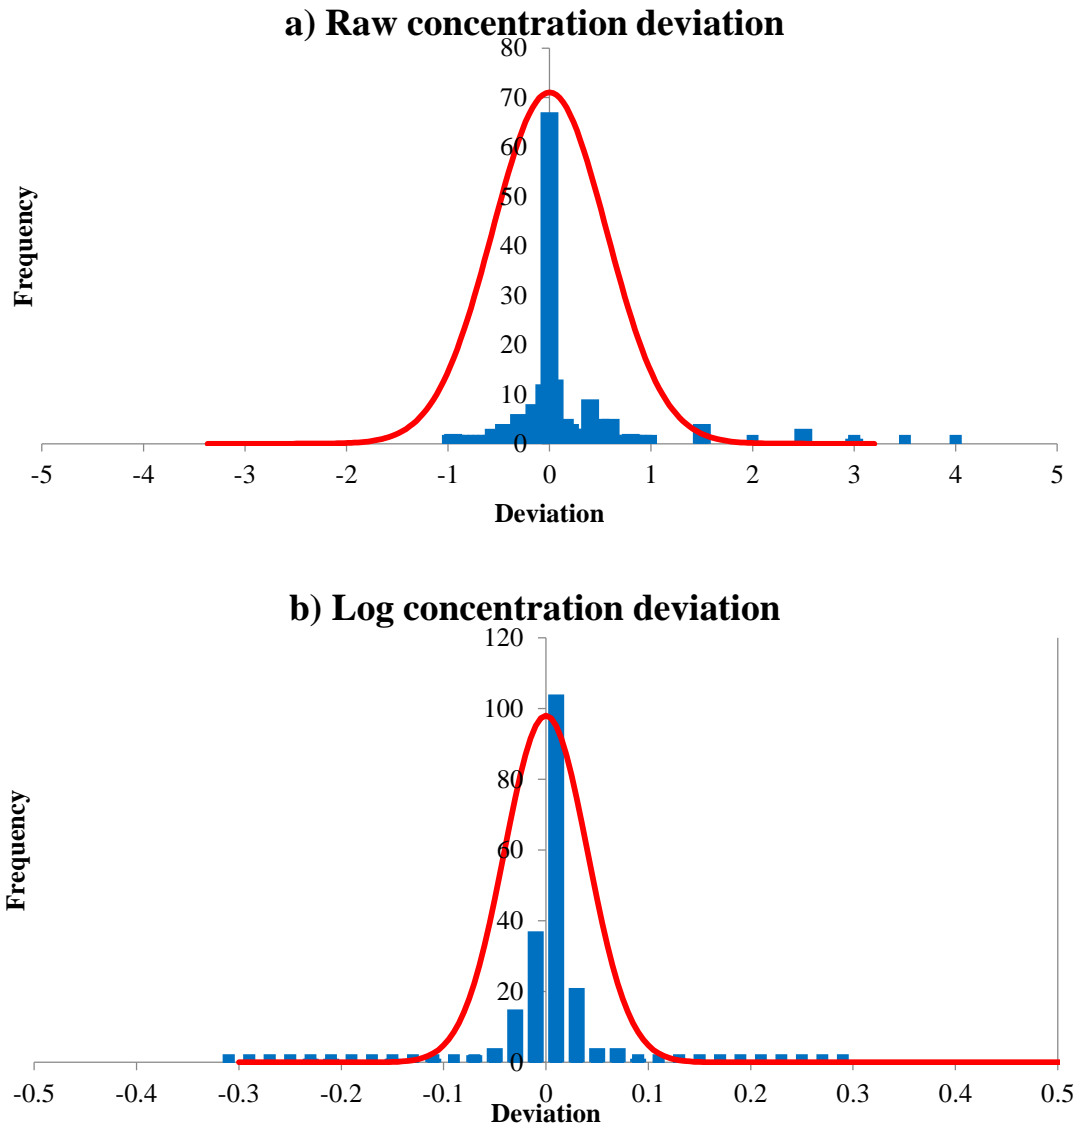 a) Raw concentration deviation
80
70
60
50
40
30
20
10
0
Frequency
-5 -4 -3 -2 -1 0 1 2 3 4 5
Deviation
b) Log concentration deviation
120
100
80
60
40
20
0
Frequency
-0.5 -0.4 -0.3 -0.2 -0.1 0 0.1 0.2 0.3 0.4 0.5
Deviation